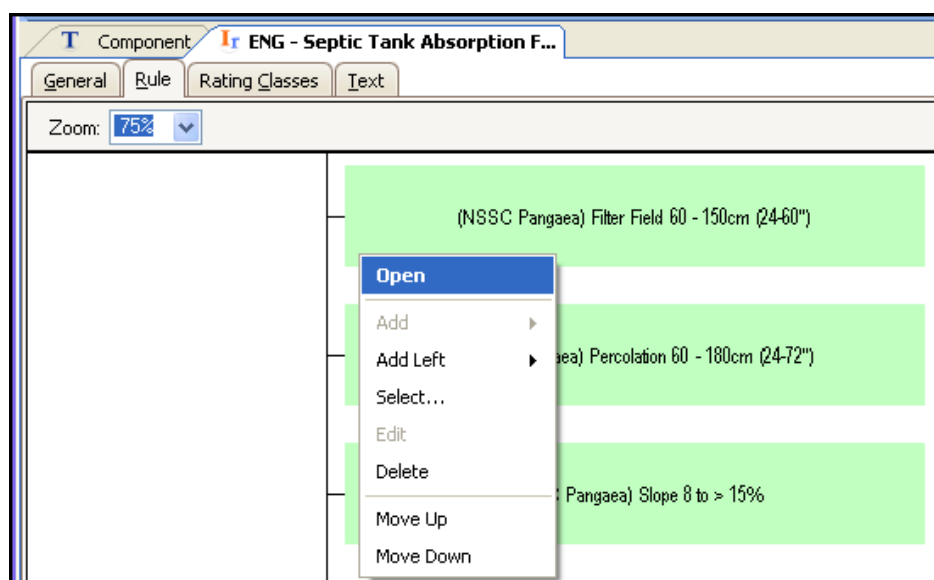 T Component Ir ENG - Septic Tank Absorption F...
General Rule Rating Classes Text
Zoom: 75%
(NSSC Pangaea) Filter Field 60 - 150cm (24-60")
Open
Add
Add Left
aea) Percolation 60 - 180cm (24-72")
Select...
Edit
Delete
Pangaea) Slope 8 to > 15%
Move Up
Move Down